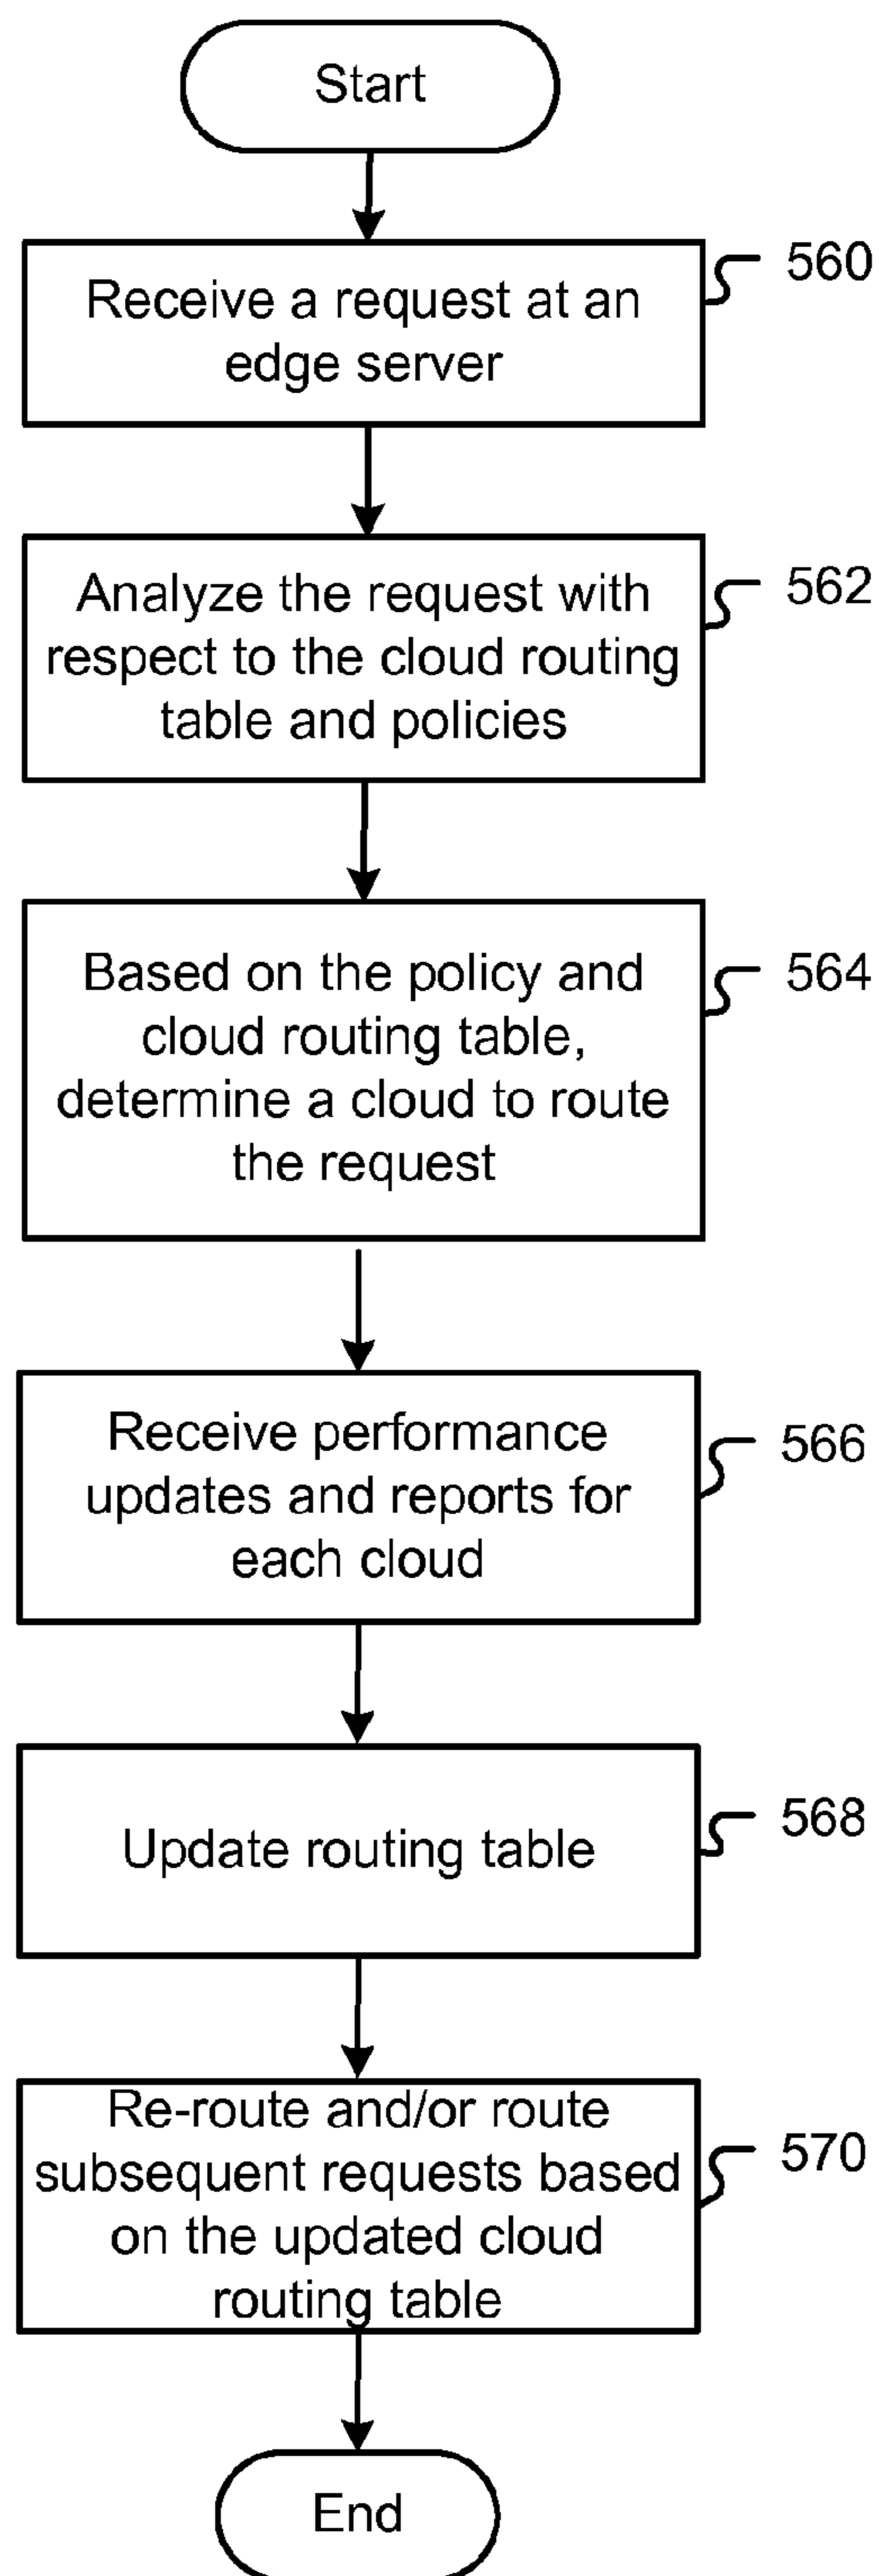 Start
560
Receive a request at an
edge server
562
Analyze the request with
respect to the cloud routing
table and policies
564
Based on the policy and
cloud routing table,
determine a cloud to route
the request
566
Receive performance
updates and reports for
each cloud
568
Update routing table
570
Re-route and/or route
subsequent requests based
on the updated cloud
routing table
End